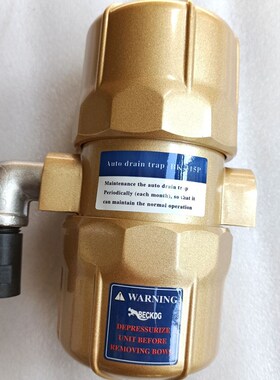 Auto drain trap
Maintenance the auto drain trap
Periodically (each month), so that it
can maintain the normal operation
WARNING
BECKDG
DEPRESSURIZE
UNIT BEFORE
REMOVING BOWL